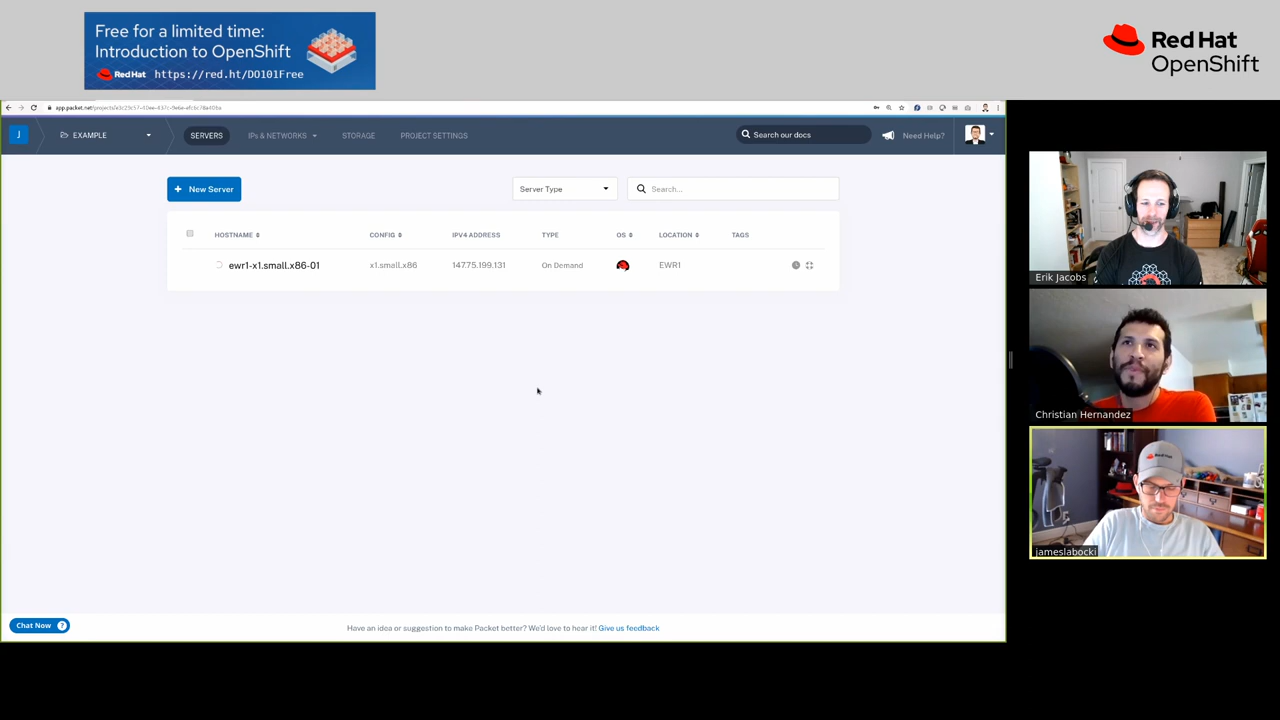 Free for a limited time:
Introduction to OpenShift
Red Hat https://red.ht/DO101Free
Red Hat
OpenShift
J
EXAMPLE
SERVERS
IPs & NETWORKS
STORAGE
PROJECT SETTINGS
Search our docs
Need Help?
+ New Server
Server Type
Search...
HOSTNAME
CONFIG
IPV4 ADDRESS
TYPE
OS
LOCATION
TAGS
ewr1-x1.small.x86-01
x1.small.x86
147.75.199.131
On Demand
EWR1
Erik Jacobs
Christian Hernandez
Red Hat
jameslabocki
Chat Now ?
Have an idea or suggestion to make Packet better? We'd love to hear it! Give us feedback